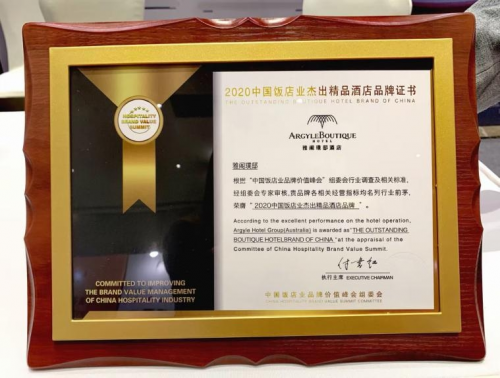 HOSPITALITY
BRAND VALUE
SUMMIT
COMMITTED TO IMPROVING
THE BRAND VALUE MANAGEMENT
OF CHINA HOSPITALITY INDUSTRY
2020中国饭店业杰出精品酒店品牌证书
THE OUTSTANDING BOUTIQUE HOTEL BRAND OF CHINA
ARGYLE BOUTIQUE
HOTEL
雅阁璞邸酒店
雅阁璞邸
根据“中国饭店业品牌价值峰会”组委会行业调查及相关标准,
经组委会专家审核,贵品牌各相关经营指标均名列行业前茅,
荣膺“2020中国饭店业杰出精品酒店品牌”。
According to the excellent performance on the hotel operation,
Argyle Hotel Group(Australia) is awarded as"THE OUTSTANDING
BOUTIQUE HOTELBRAND OF CHINA "at the appraisal of the
Committee of China Hospitality Brand Value Summit.
执行主席 EXECUTIVE CHAIRMAN
中国饭店业品牌价值峰会组委会
CHINA HOSPITALITY BRAND VALUE SUMMIT COMMITTEE